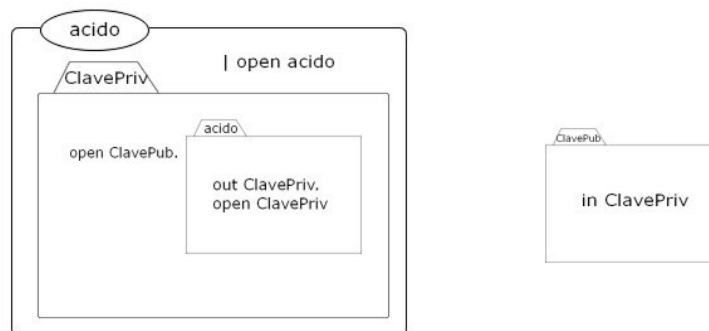 acido
| open acido
ClavePriv
open ClavePub.
acido
out ClavePriv.
open ClavePriv
ClavePub
in ClavePriv